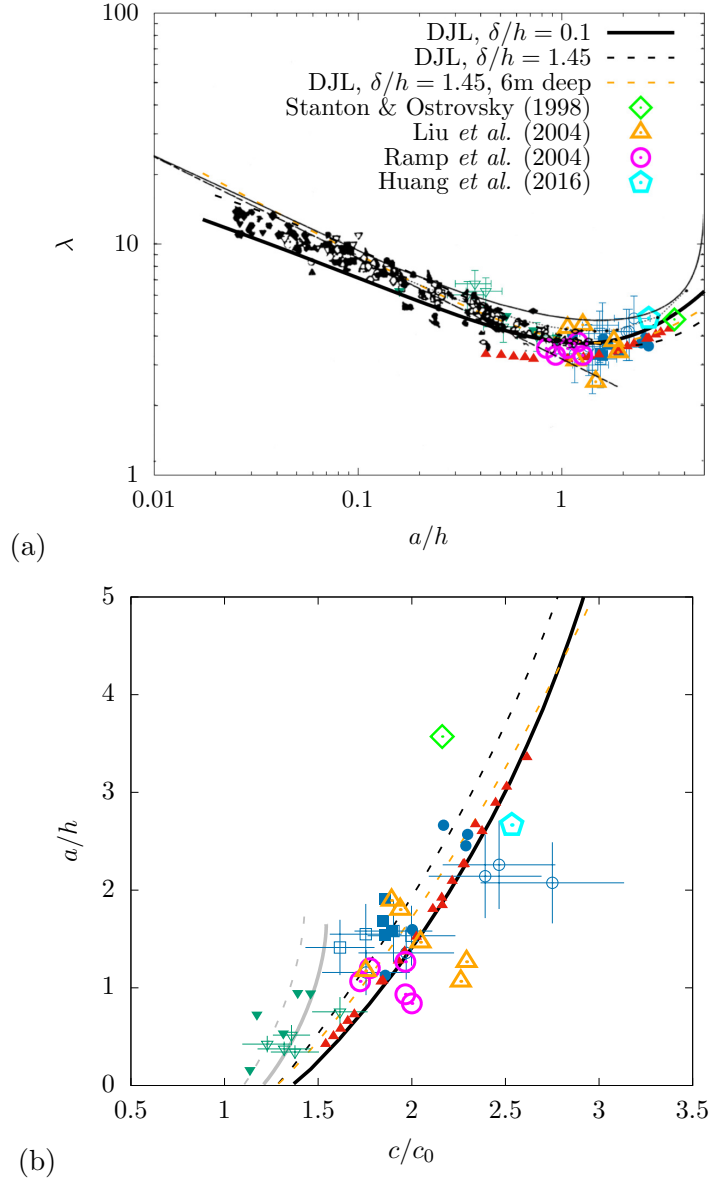 100
DJL, δ/h = 0.1
DJL, δ/h = 1.45
DJL, δ/h = 1.45, 6m deep
Stanton & Ostrovsky (1998)
Liu et al. (2004)
Ramp et al. (2004)
Huang et al. (2016)
λ
10
1
0.01
0.1
1
a/h
(a)
5
4
3
a/h
2
1
0
0.5
1
1.5
2
2.5
3
3.5
c/c₀
(b)